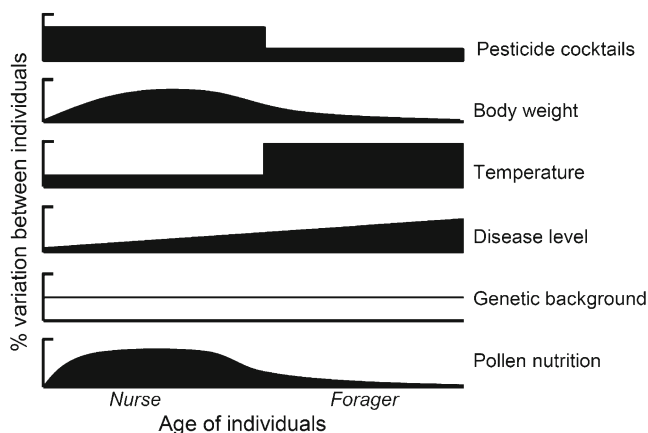 % variation between individuals
Pesticide cocktails
Body weight
Temperature
Disease level
Genetic background
Pollen nutrition
Nurse Forager
Age of individuals